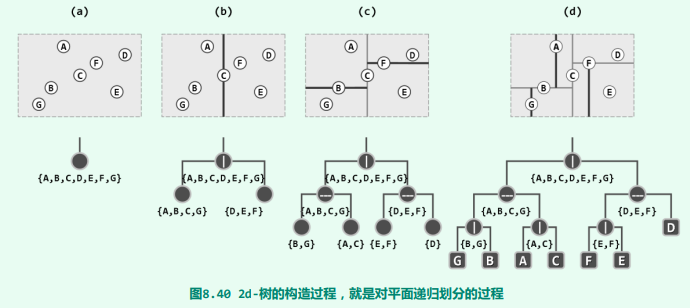 (a) (b) (c) (d)
A
F
D
C
B
E
G
A
F
D
C
B
E
G
A
F
D
C
B
E
G
A
F
D
C
B
E
G
{A,B,C,D,E,F,G} {A,B,C,D,E,F,G} {A,B,C,D,E,F,G} {A,B,C,D,E,F,G}
{A,B,C,G} {D,E,F} {A,B,C,G} {D,E,F} {A,B,C,G} {D,E,F} D
{B,G} {A,C} {E,F} {D} {B,G} {A,C} {E,F}
G B A C F E
图8.40 2d-树的构造过程，就是对平面递归划分的过程